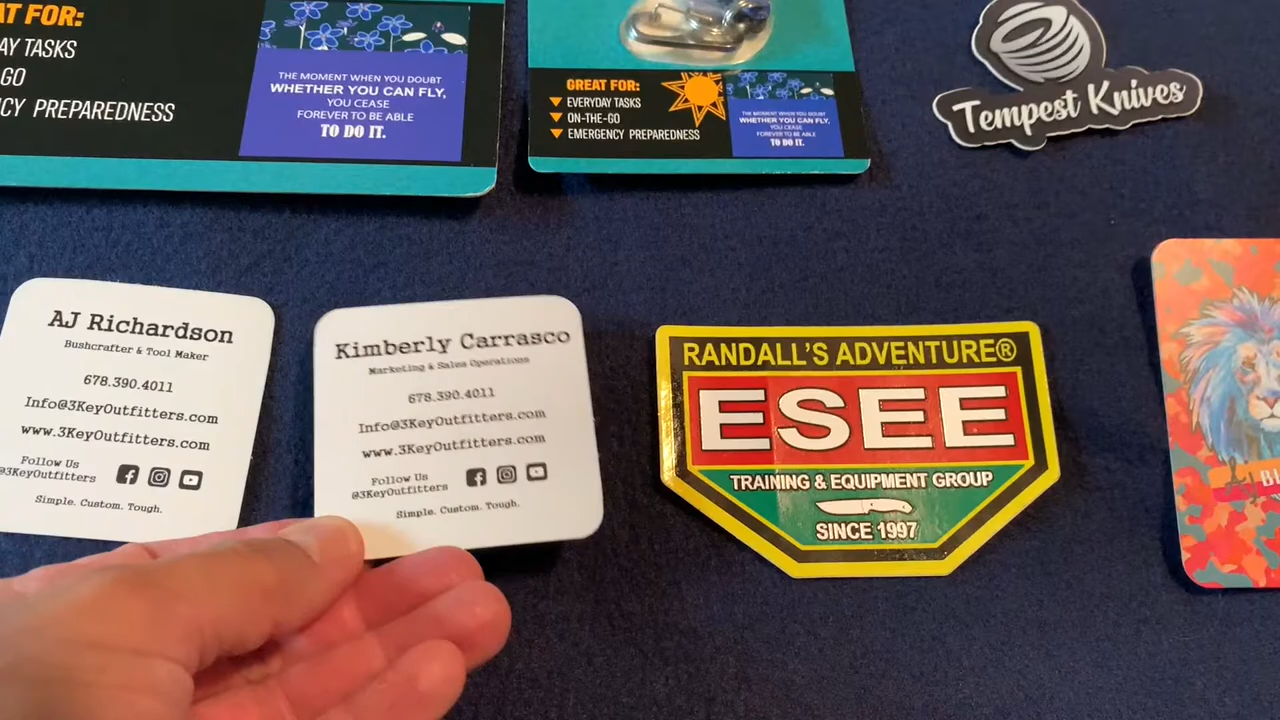 AT FOR:
AY TASKS
GO
CY PREPAREDNESS
THE MOMENT WHEN YOU DOUBT
WHETHER YOU CAN FLY,
YOU CEASE
FOREVER TO BE ABLE
TO DO IT.
GREAT FOR:
EVERYDAY TASKS
ON-THE-GO
EMERGENCY PREPAREDNESS
THE MOMENT WHEN YOU DOUBT
WHETHER YOU CAN FLY,
YOU CEASE
FOREVER TO BE ABLE
TO DO IT.
Tempest Knives
AJ Richardson
Bushcrafter & Tool Maker
678.390.4011
Info@3KeyOutfitters.com
www.3KeyOutfitters.com
Follow Us
@3KeyOutfitters
Simple. Custom. Tough.
Kimberly Carrasco
Marketing & Sales Operations
678.390.4011
Info@3KeyOutfitters.com
www.3KeyOutfitters.com
Follow Us
@3KeyOutfitters
Simple. Custom. Tough.
RANDALL'S ADVENTURE®
ESEE
TRAINING & EQUIPMENT GROUP
SINCE 1997